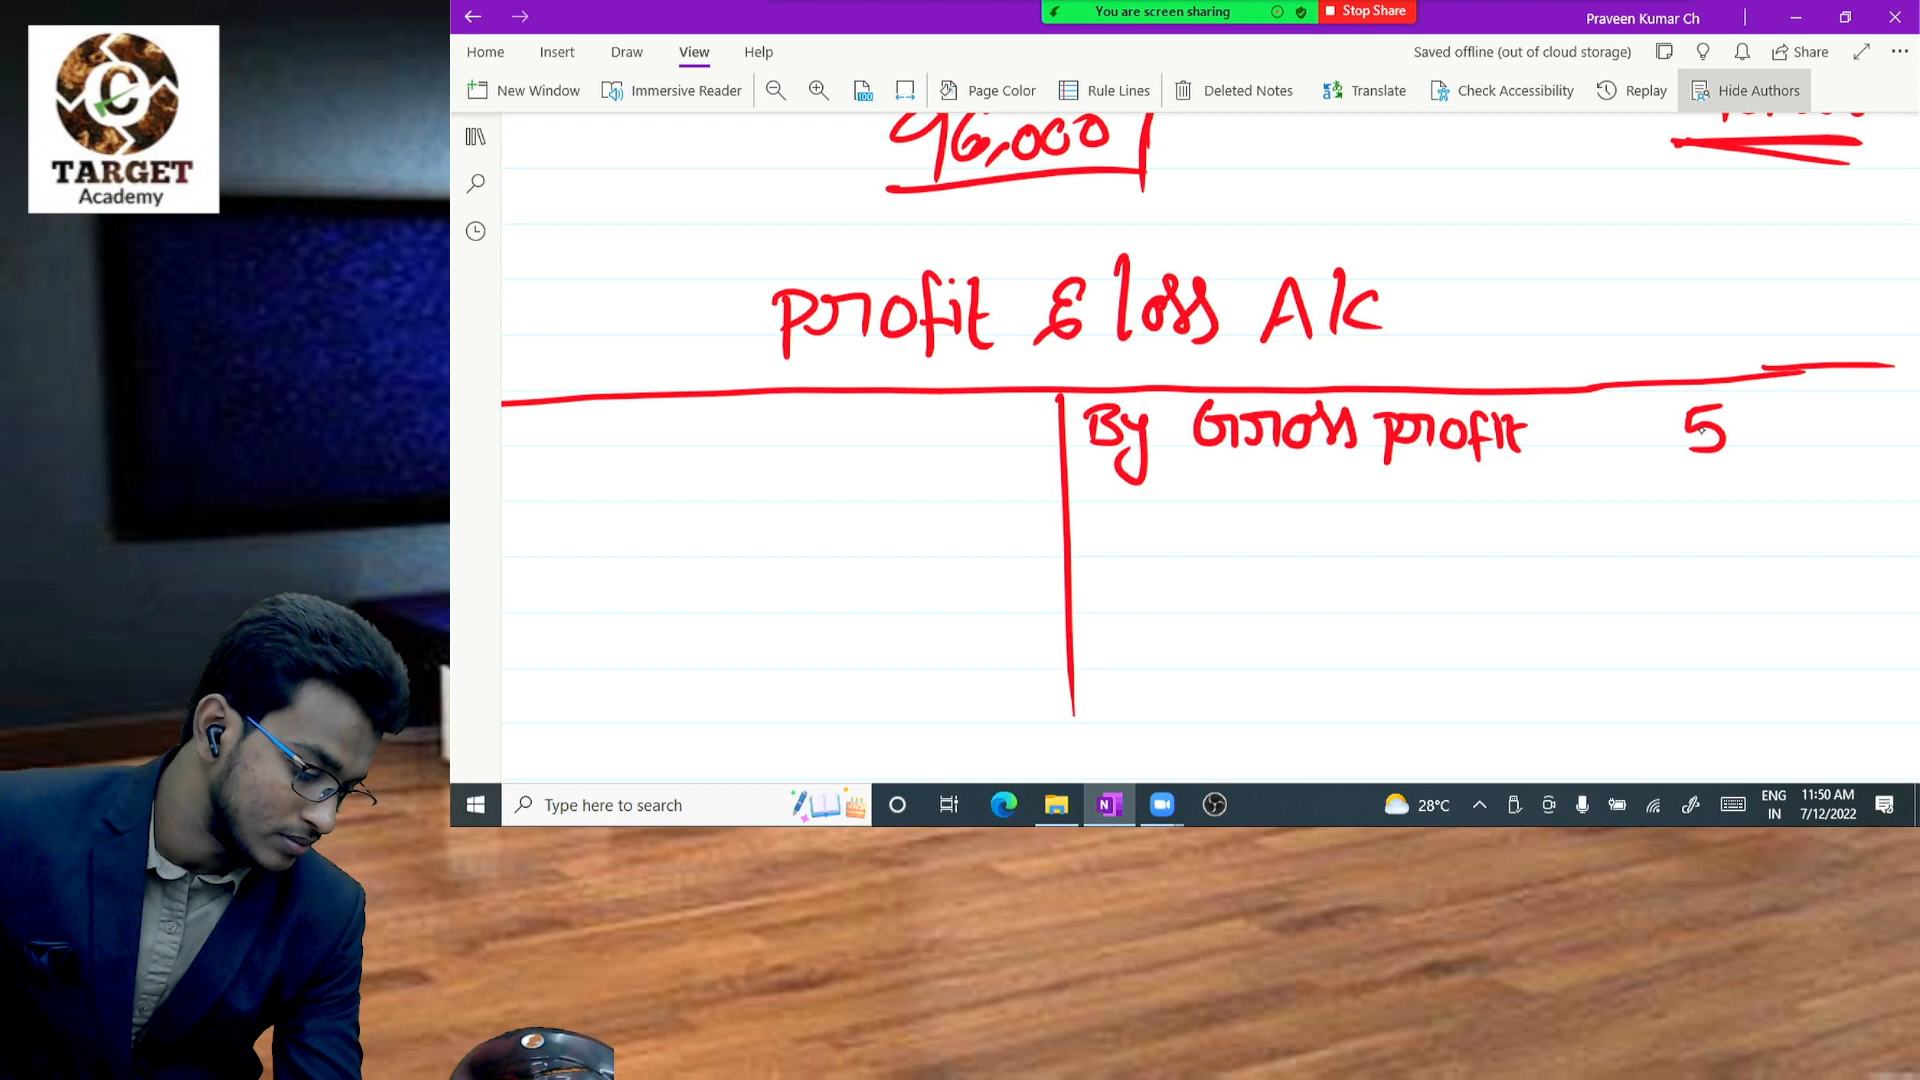 TARGET
Academy
You are screen sharing
Stop Share
Praveen Kumar Ch
Home Insert Draw View Help
Saved offline (out of cloud storage)
Share
New Window Immersive Reader 100 Page Color Rule Lines Deleted Notes Translate Check Accessibility Replay Hide Authors
96,000
Profit & loss A/c
By Gross profit 5
Type here to search
28°C
ENG
IN
11:50 AM
7/12/2022